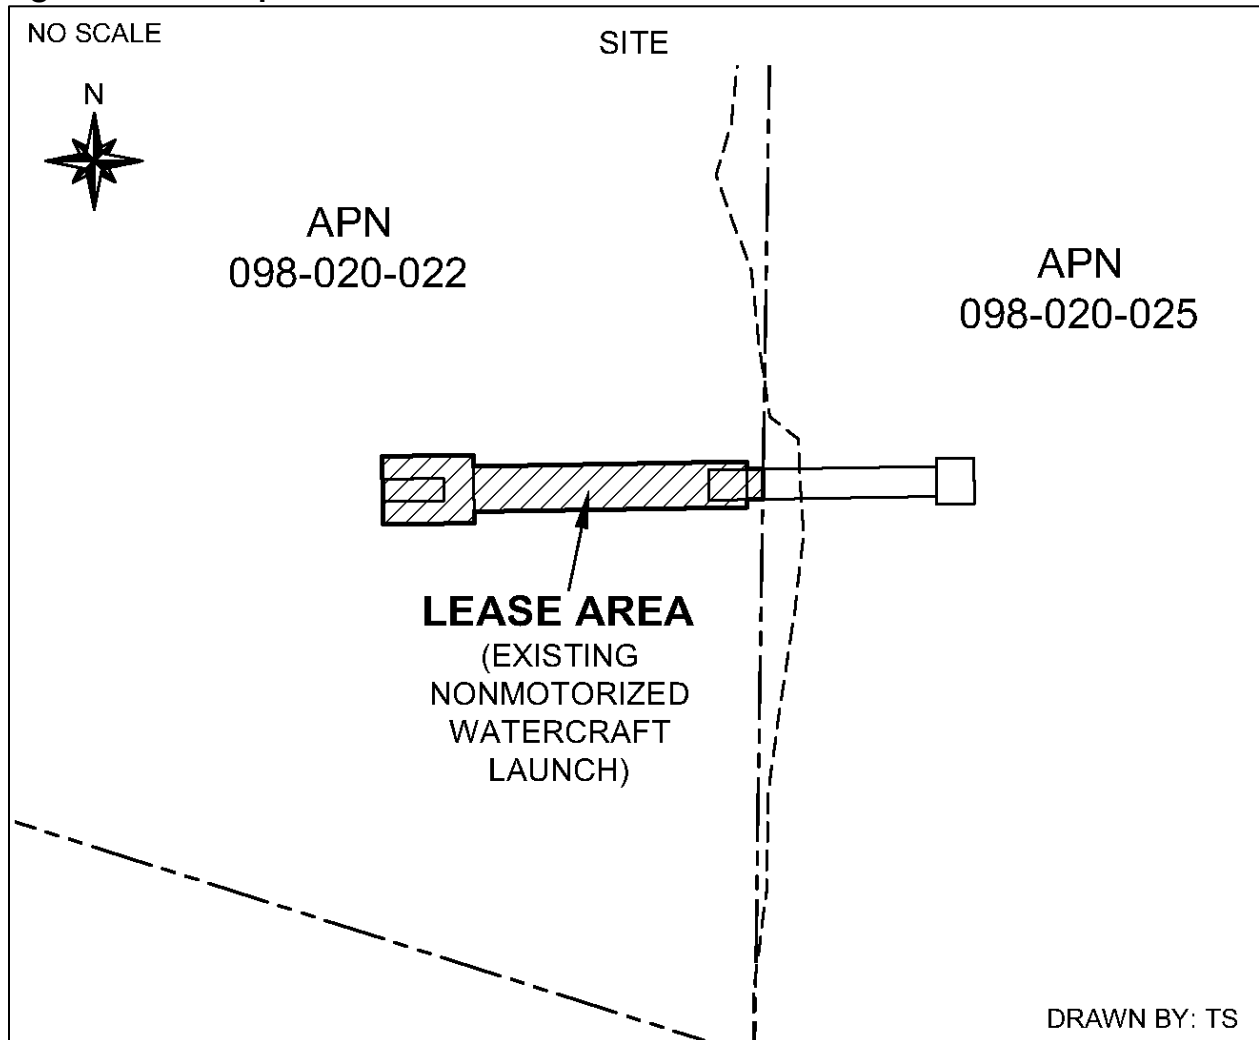 NO SCALE
SITE
N
APN
098-020-022
APN
098-020-025
LEASE AREA
(EXISTING
NONMOTORIZED
WATERCRAFT
LAUNCH)
DRAWN BY: TS